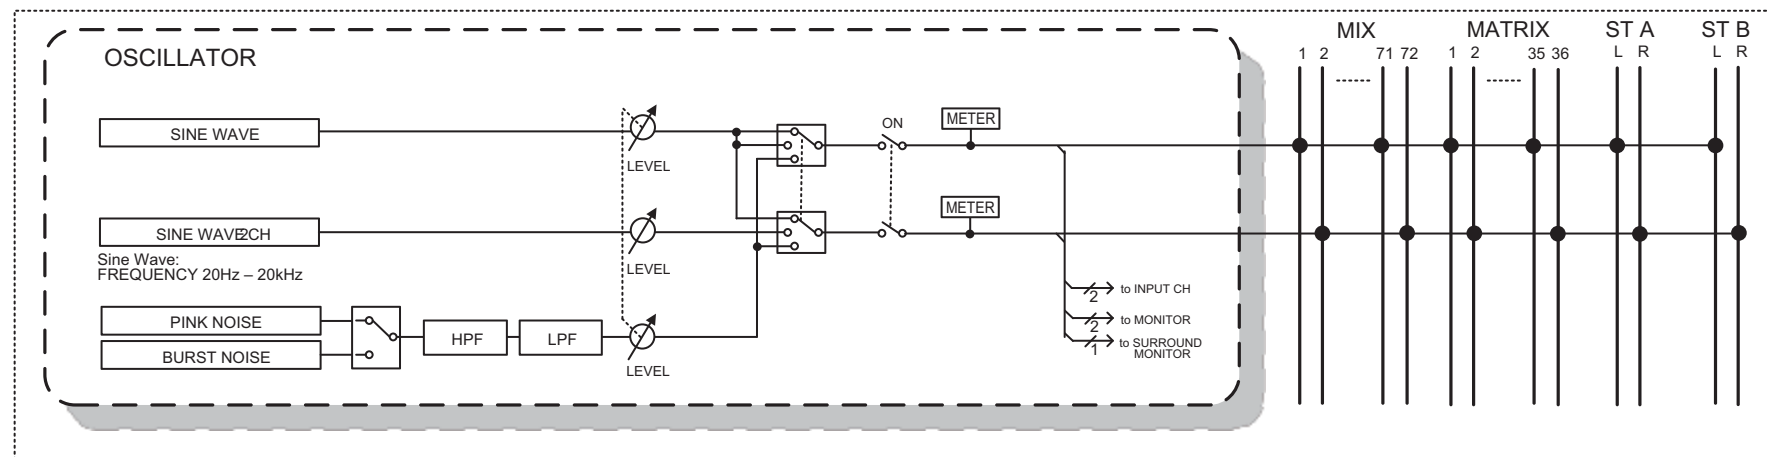 MIX MATRIX ST A ST B
1 2 71 72 1 2 35 36 L R L R
OSCILLATOR
METER
ON
SINE WAVE
LEVEL
METER
SINE WAVE2CH
Sine Wave:
FREQUENCY 20Hz – 20kHz
LEVEL
2 to INPUT CH
PINK NOISE
2 to MONITOR
HPF LPF
1 to SURROUND
MONITOR
BURST NOISE
LEVEL